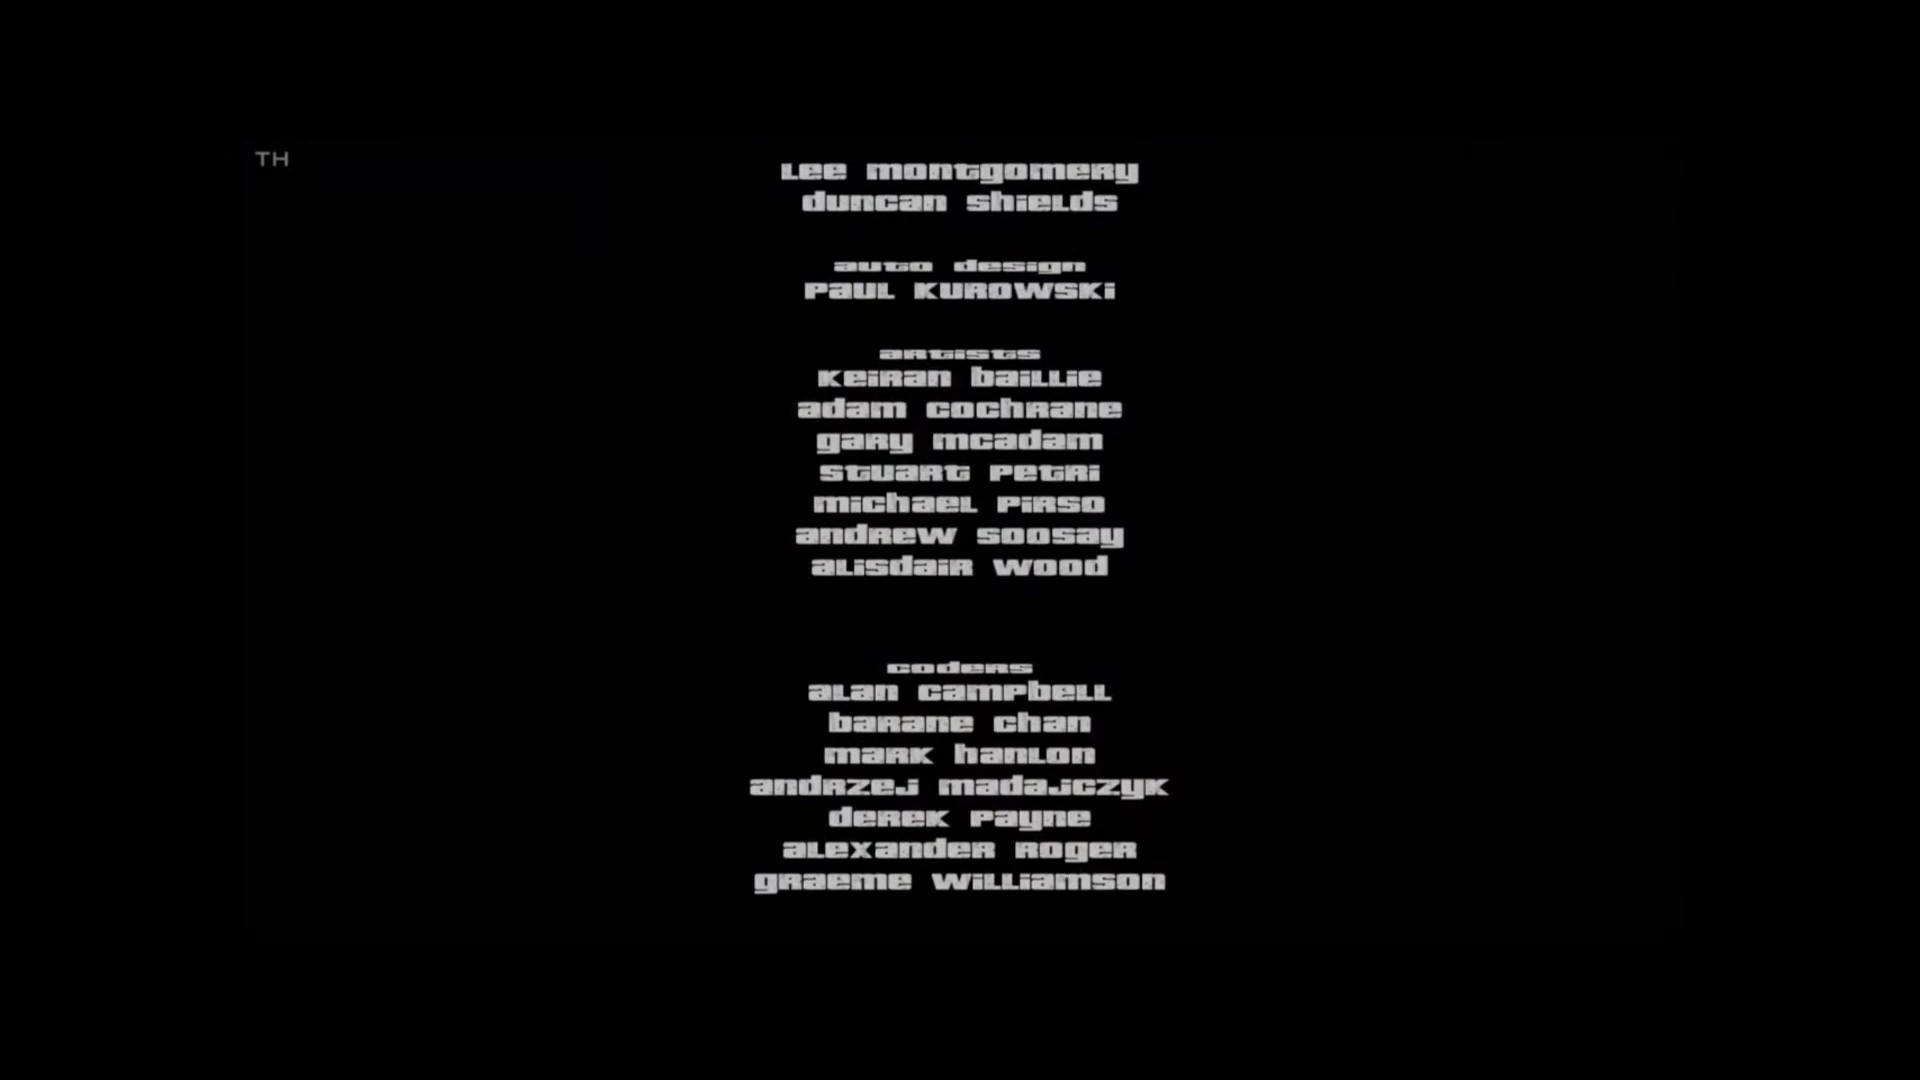 TH
Lee montgomery
duncan shields
auto design
Paul Kurowski
artists
Keiran baillie
adam cochrane
gary mcadam
stuart Petri
michael Pirso
andrew soosay
alisdair wood
coders
alan campbell
barane chan
mark hanlon
andrzej madajczyk
derek Payne
alexander Roger
graeme williamson